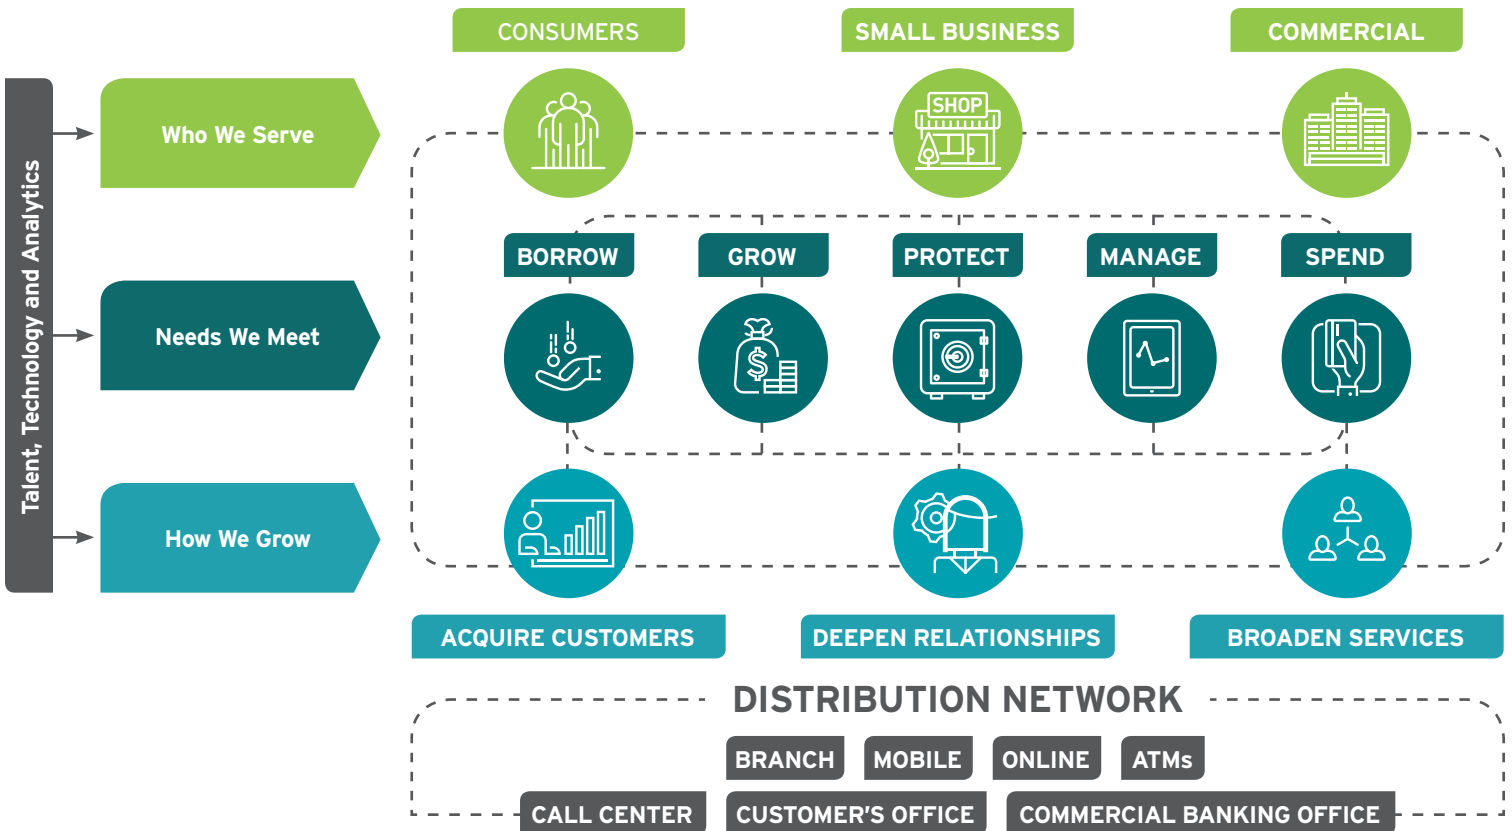 CONSUMERS
SMALL BUSINESS
COMMERCIAL
SHOP
Talent, Technology and Analytics
Who We Serve
BORROW
GROW
PROTECT
MANAGE
SPEND
Needs We Meet
$
How We Grow
ACQUIRE CUSTOMERS
DEEPEN RELATIONSHIPS
BROADEN SERVICES
DISTRIBUTION NETWORK
BRANCH
MOBILE
ONLINE
ATMs
CALL CENTER
CUSTOMER'S OFFICE
COMMERCIAL BANKING OFFICE